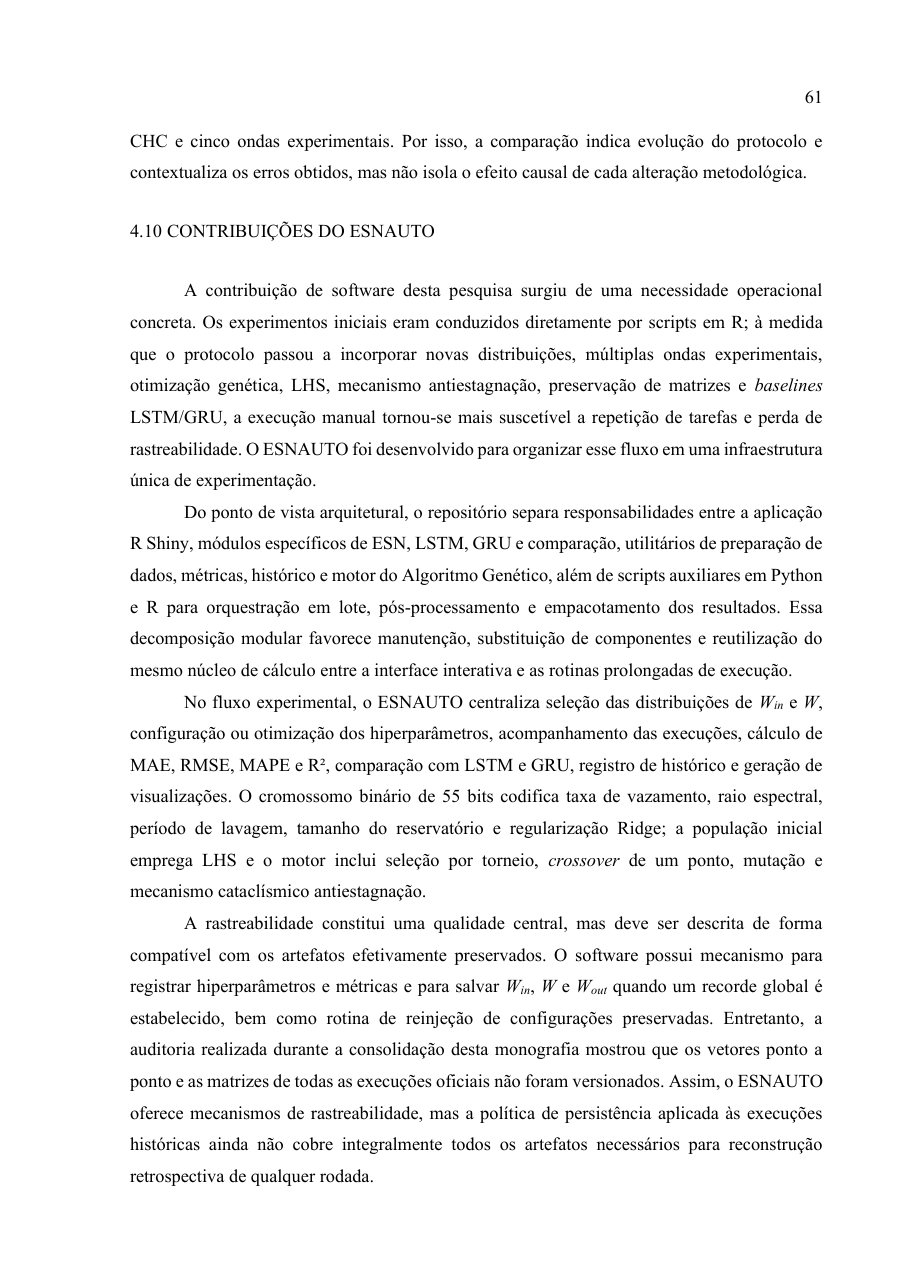 61
CHC e cinco ondas experimentais. Por isso, a comparação indica evolução do protocolo e
contextualiza os erros obtidos, mas não isola o efeito causal de cada alteração metodológica.
4.10 CONTRIBUIÇÕES DO ESNAUTO
A contribuição de software desta pesquisa surgiu de uma necessidade operacional
concreta. Os experimentos iniciais eram conduzidos diretamente por scripts em R; à medida
que o protocolo passou a incorporar novas distribuições, múltiplas ondas experimentais,
otimização genética, LHS, mecanismo antiestagnação, preservação de matrizes e baselines
LSTM/GRU, a execução manual tornou-se mais suscetível a repetição de tarefas e perda de
rastreabilidade. O ESNAUTO foi desenvolvido para organizar esse fluxo em uma infraestrutura
única de experimentação.
Do ponto de vista arquitetural, o repositório separa responsabilidades entre a aplicação
R Shiny, módulos específicos de ESN, LSTM, GRU e comparação, utilitários de preparação de
dados, métricas, histórico e motor do Algoritmo Genético, além de scripts auxiliares em Python
e R para orquestração em lote, pós-processamento e empacotamento dos resultados. Essa
decomposição modular favorece manutenção, substituição de componentes e reutilização do
mesmo núcleo de cálculo entre a interface interativa e as rotinas prolongadas de execução.
No fluxo experimental, o ESNAUTO centraliza seleção das distribuições de Win e W,
configuração ou otimização dos hiperparâmetros, acompanhamento das execuções, cálculo de
MAE, RMSE, MAPE e R², comparação com LSTM e GRU, registro de histórico e geração de
visualizações. O cromossomo binário de 55 bits codifica taxa de vazamento, raio espectral,
período de lavagem, tamanho do reservatório e regularização Ridge; a população inicial
emprega LHS e o motor inclui seleção por torneio, crossover de um ponto, mutação e
mecanismo cataclísmico antiestagnação.
A rastreabilidade constitui uma qualidade central, mas deve ser descrita de forma
compatível com os artefatos efetivamente preservados. O software possui mecanismo para
registrar hiperparâmetros e métricas e para salvar Win, W e Wout quando um recorde global é
estabelecido, bem como rotina de reinjeção de configurações preservadas. Entretanto, a
auditoria realizada durante a consolidação desta monografia mostrou que os vetores ponto a
ponto e as matrizes de todas as execuções oficiais não foram versionados. Assim, o ESNAUTO
oferece mecanismos de rastreabilidade, mas a política de persistência aplicada às execuções
históricas ainda não cobre integralmente todos os artefatos necessários para reconstrução
retrospectiva de qualquer rodada.